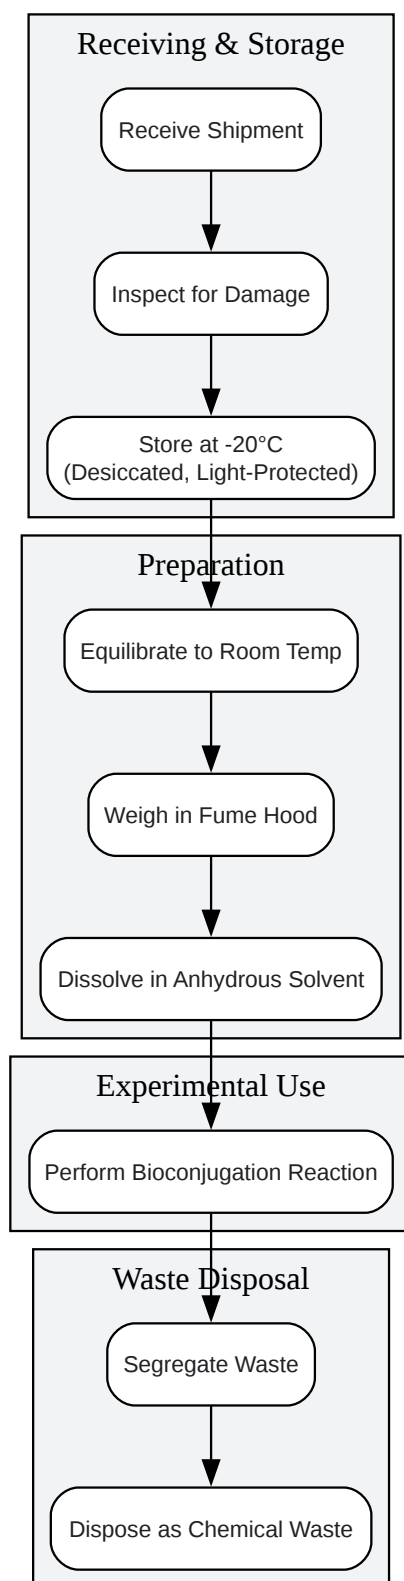 Receiving & Storage
Receive Shipment
Inspect for Damage
Store at -20°C
(Desiccated, Light-Protected)
Preparation
Equilibrate to Room Temp
Weigh in Fume Hood
Dissolve in Anhydrous Solvent
Experimental Use
Perform Bioconjugation Reaction
Waste Disposal
Segregate Waste
Dispose as Chemical Waste